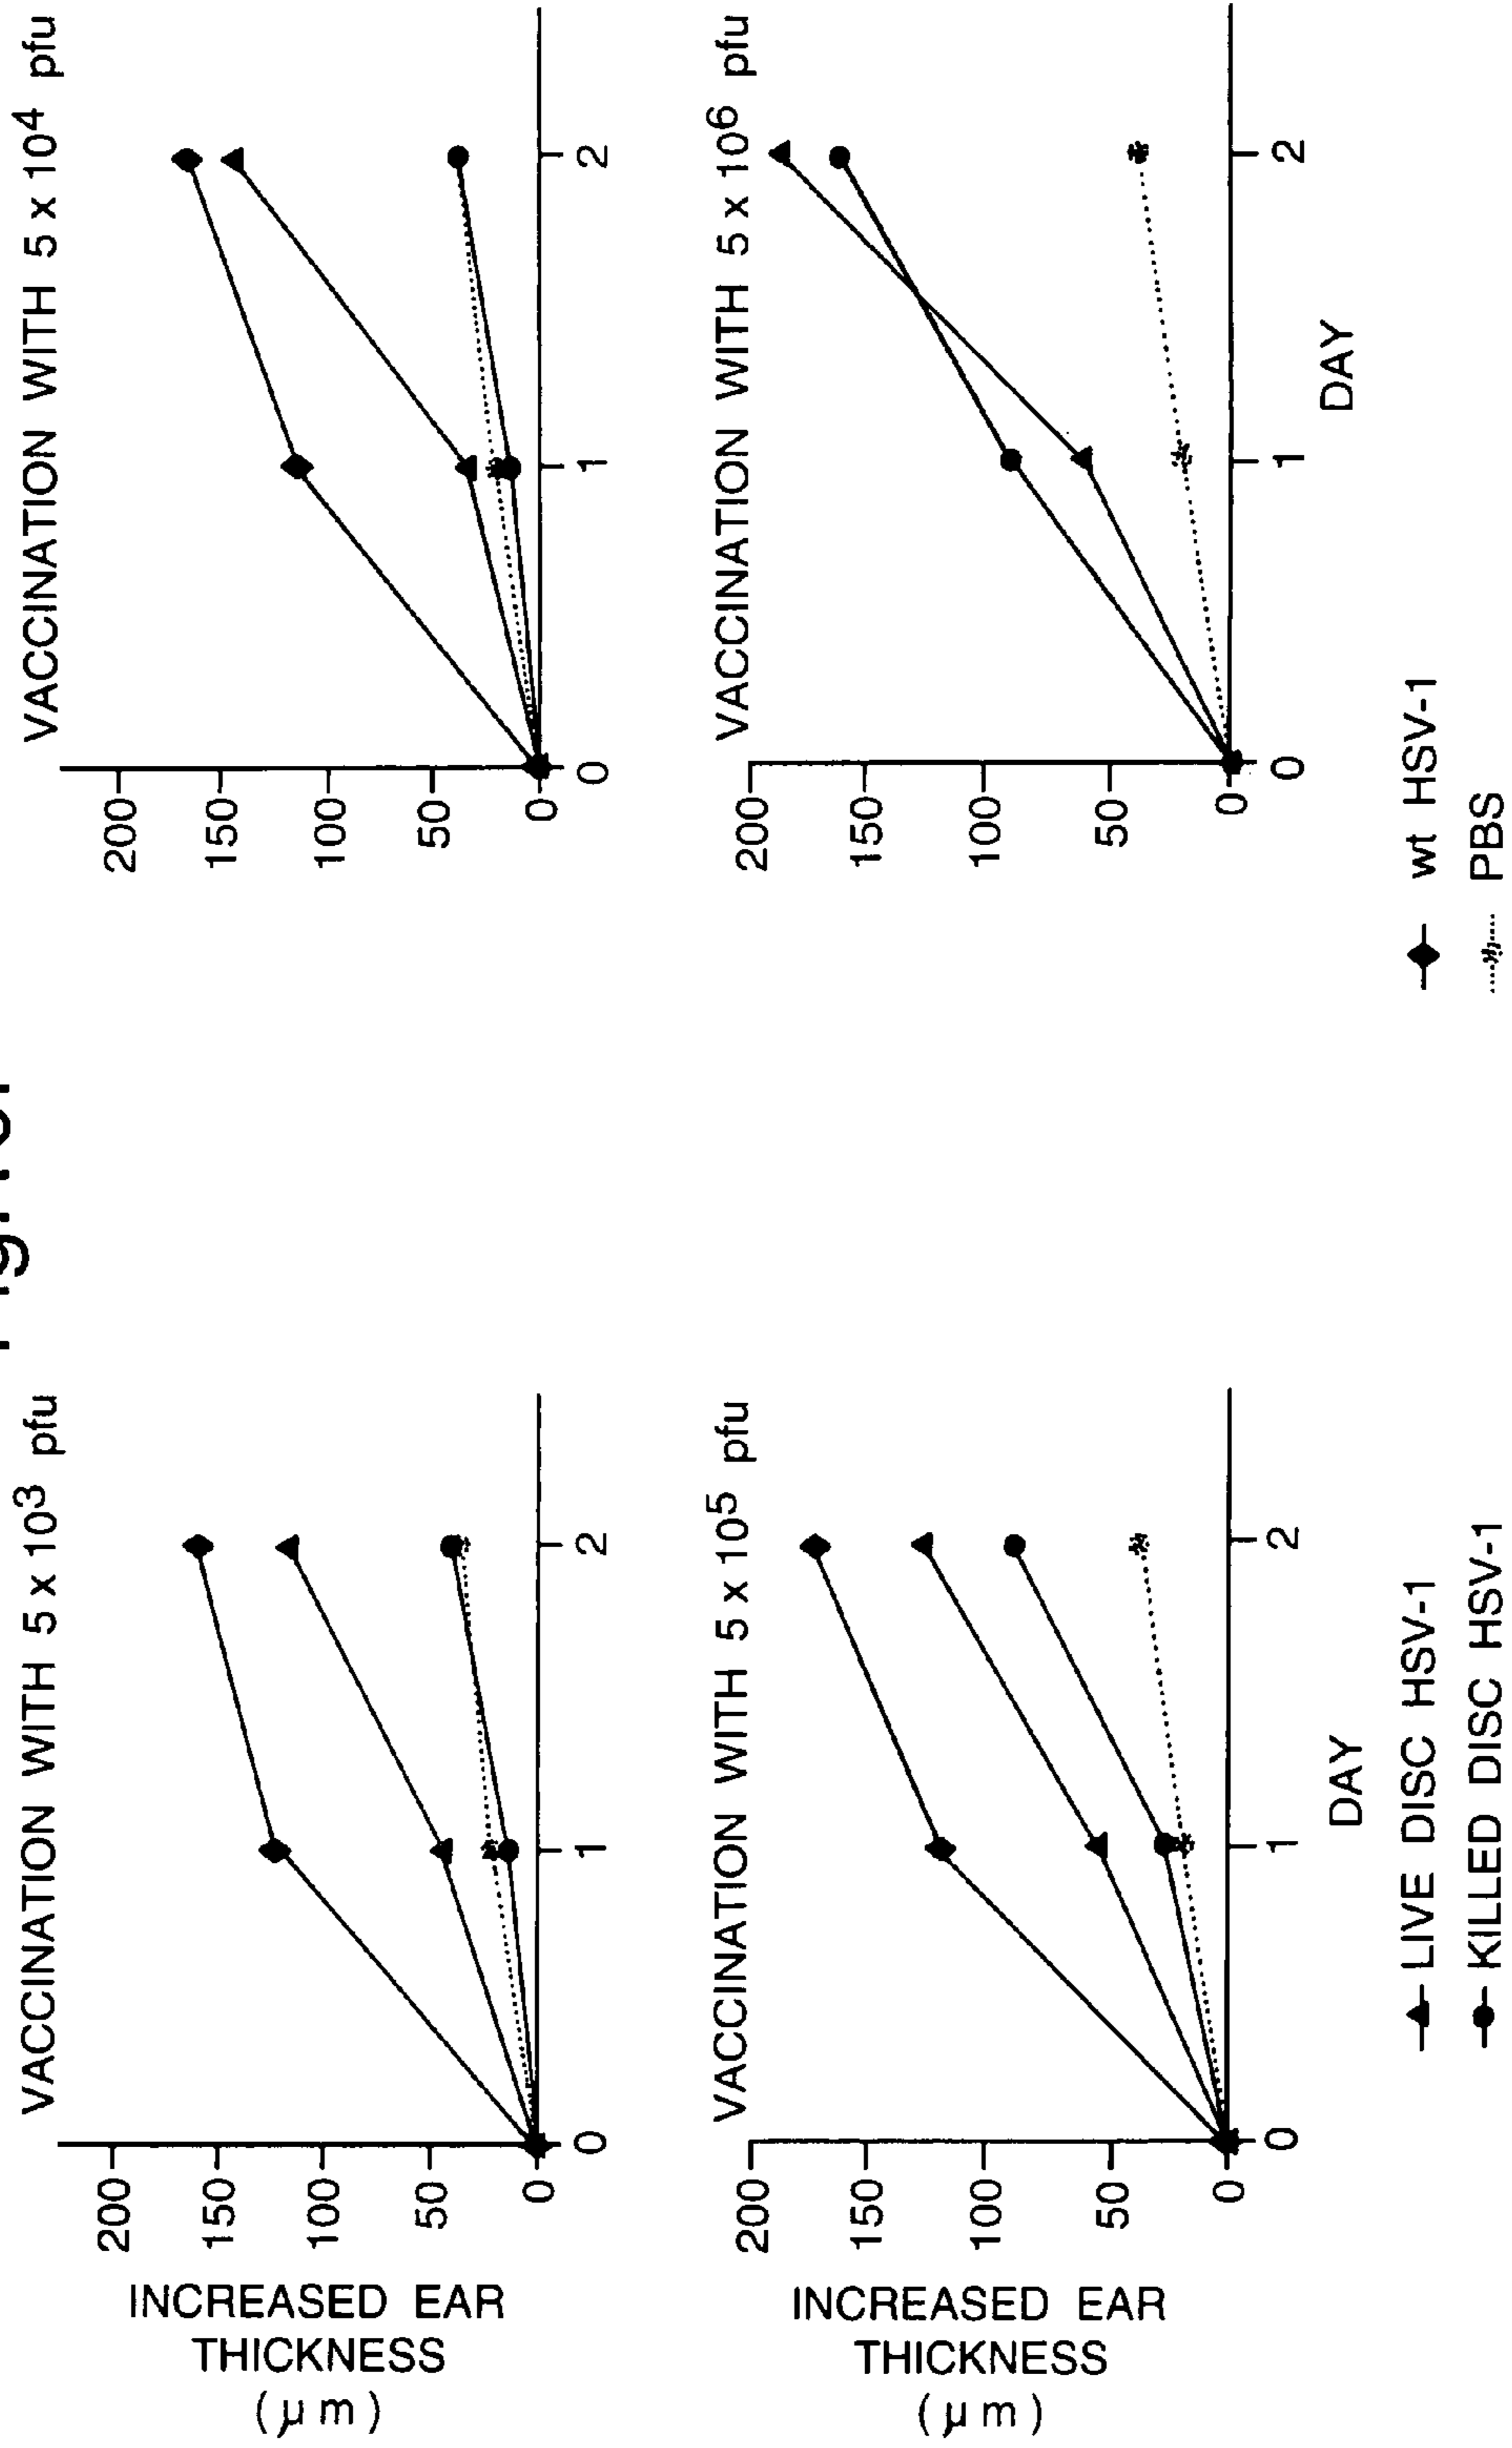 VACCINATION WITH 5 x 10³ pfu
200
150
100
50
0
0
1
2
INCREASED EAR
THICKNESS
(μm)
VACCINATION WITH 5 x 10⁴ pfu
200
150
100
50
0
0
1
2
VACCINATION WITH 5 x 10⁵ pfu
200
150
100
50
0
0
1
2
INCREASED EAR
THICKNESS
(μm)
DAY
VACCINATION WITH 5 x 10⁶ pfu
200
150
100
50
0
0
1
2
DAY
LIVE DISC HSV-1
KILLED DISC HSV-1
wt HSV-1
PBS